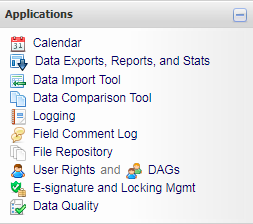 Applications
Calendar
Data Exports, Reports, and Stats
Data Import Tool
Data Comparison Tool
Logging
Field Comment Log
File Repository
User Rights and DAGs
E-signature and Locking Mgmt
Data Quality